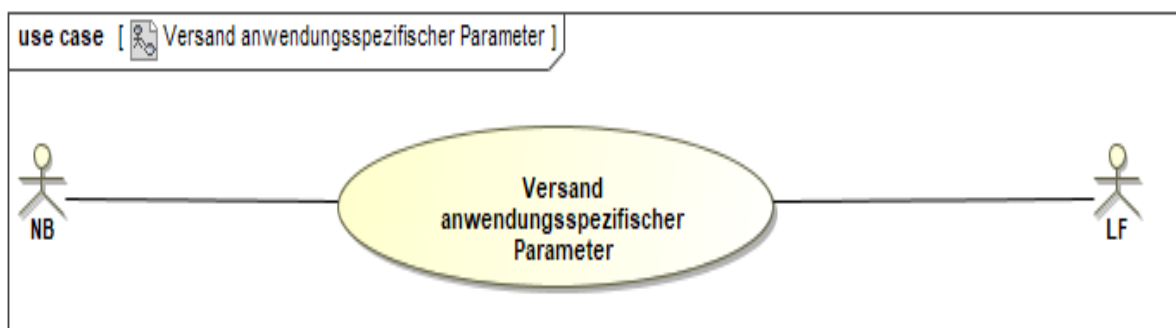 use case [ Versand anwendungsspezifischer Parameter ]
Versand
anwendungsspezifischer
Parameter
NB
LF